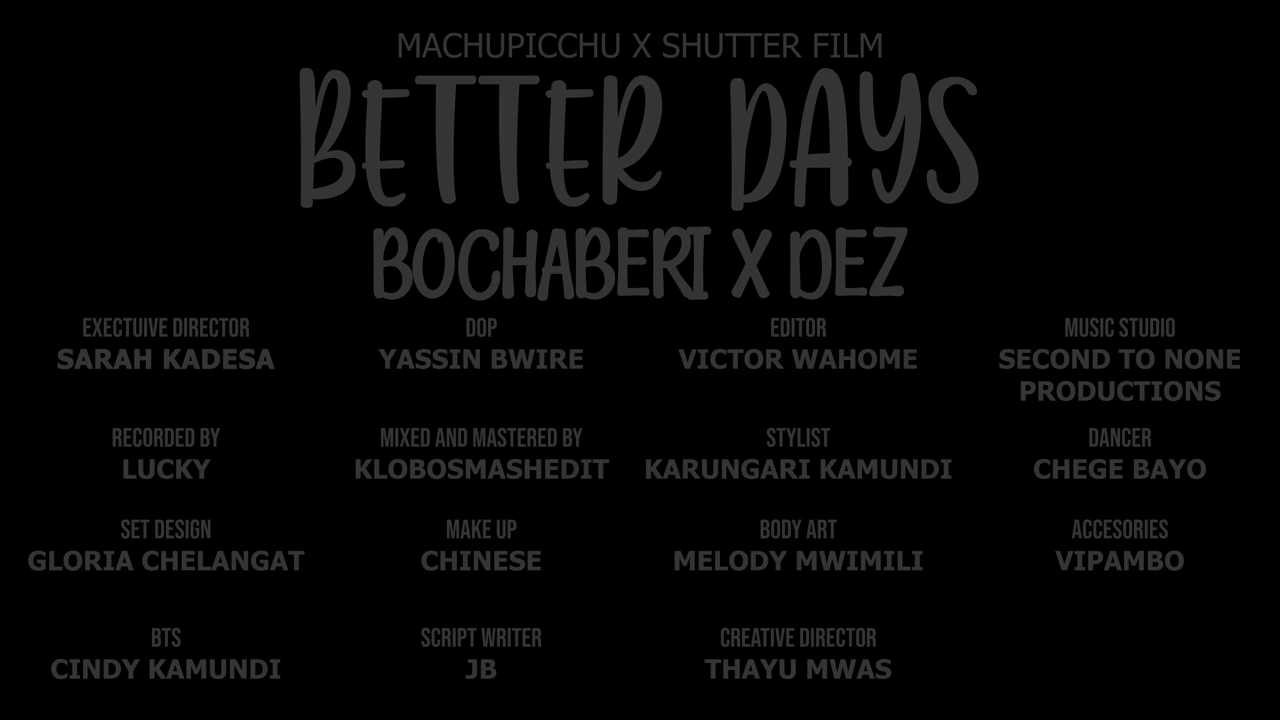 MACHUPICCHU X SHUTTER FILM
BETTER DAYS
BOCHABERI X DEZ
EXECTUIVE DIRECTOR
SARAH KADESA
DOP
YASSIN BWIRE
EDITOR
VICTOR WAHOME
MUSIC STUDIO
SECOND TO NONE
PRODUCTIONS
RECORDED BY
LUCKY
MIXED AND MASTERED BY
KLOBOSMASHEDIT
STYLIST
KARUNGARI KAMUNDI
DANCER
CHEGE BAYO
SET DESIGN
GLORIA CHELANGAT
MAKE UP
CHINESE
BODY ART
MELODY MWIMILI
ACCESORIES
VIPAMBO
BTS
CINDY KAMUNDI
SCRIPT WRITER
JB
CREATIVE DIRECTOR
THAYU MWAS